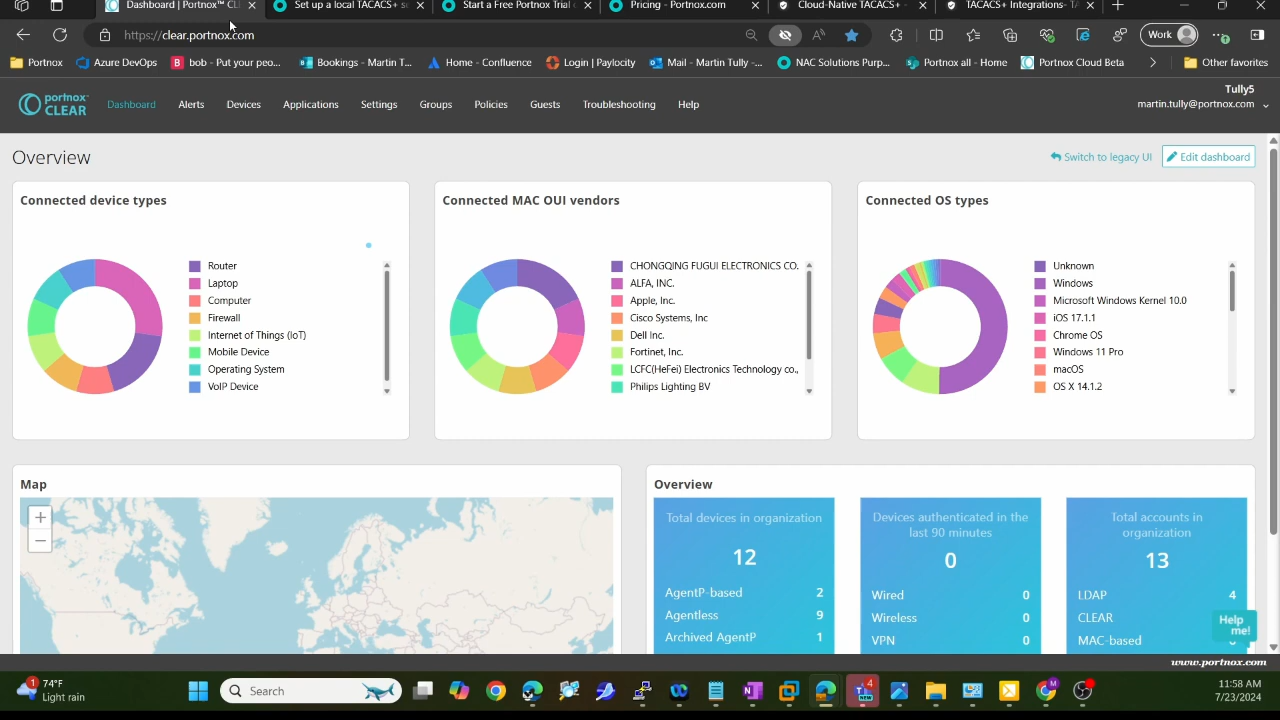 Dashboard | Portnox™ CL
Set up a local TACACS+ se
Start a Free Portnox Trial
Pricing - Portnox.com
Cloud-Native TACACS+ -
TACACS+ Integrations- TA
https://clear.portnox.com
Work
Portnox
Azure DevOps
bob - Put your peo...
Bookings - Martin T...
Home - Confluence
Login | Paylocity
Mail - Martin Tully -...
NAC Solutions Purp...
Portnox all - Home
Portnox Cloud Beta
Other favorites
portnox™
CLEAR
Dashboard
Alerts
Devices
Applications
Settings
Groups
Policies
Guests
Troubleshooting
Help
Tully5
martin.tully@portnox.com
Overview
Switch to legacy UI
Edit dashboard
Connected device types
Router
Laptop
Computer
Firewall
Internet of Things (IoT)
Mobile Device
Operating System
VoIP Device
Connected MAC OUI vendors
CHONGQING FUGUI ELECTRONICS CO.
ALFA, INC.
Apple, Inc.
Cisco Systems, Inc
Dell Inc.
Fortinet, Inc.
LCFC(HeFei) Electronics Technology co.,
Philips Lighting BV
Connected OS types
Unknown
Windows
Microsoft Windows Kernel 10.0
iOS 17.1.1
Chrome OS
Windows 11 Pro
macOS
OS X 14.1.2
Map
+
−
Overview
Total devices in organization
12
AgentP-based 2
Agentless 9
Archived AgentP 1
Devices authenticated in the
last 90 minutes
0
Wired 0
Wireless 0
VPN 0
Total accounts in
organization
13
LDAP 4
CLEAR
MAC-based
Help
me!
www.portnox.com
1
74°F
Light rain
Search
4
NEW
M
11:58 AM
7/23/2024